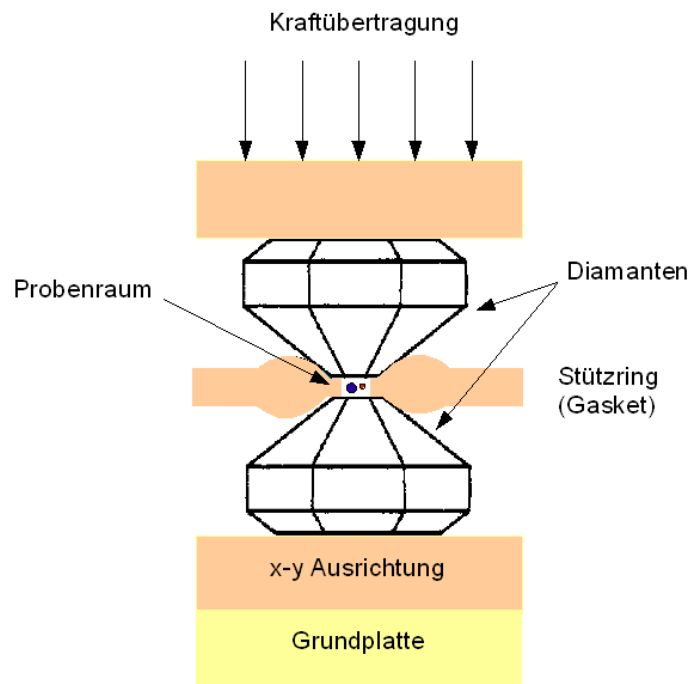 Kraftübertragung
Probenraum
Diamanten
Stützring
(Gasket)
x-y Ausrichtung
Grundplatte